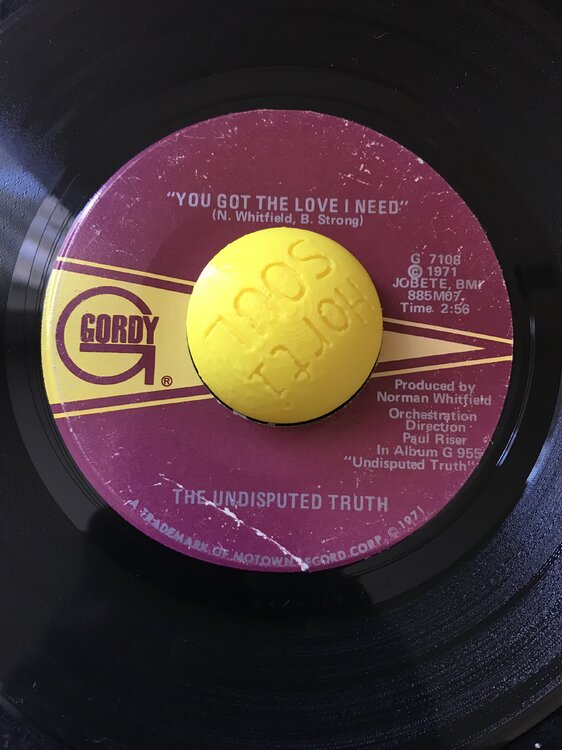 "YOU GOT THE LOVE I NEED"
(N. Whitfield, B. Strong)
G 7108
© 1971
JOBETE, BMI
885M07
Time 2:56
GORDY
G
®
Horti
SOUL
Produced by
Norman Whitfield
Orchestration
Direction
Paul Riser
In Album G 955
"Undisputed Truth"
THE UNDISPUTED TRUTH
A TRADEMARK OF MOTOWN RECORD CORP. © 1971